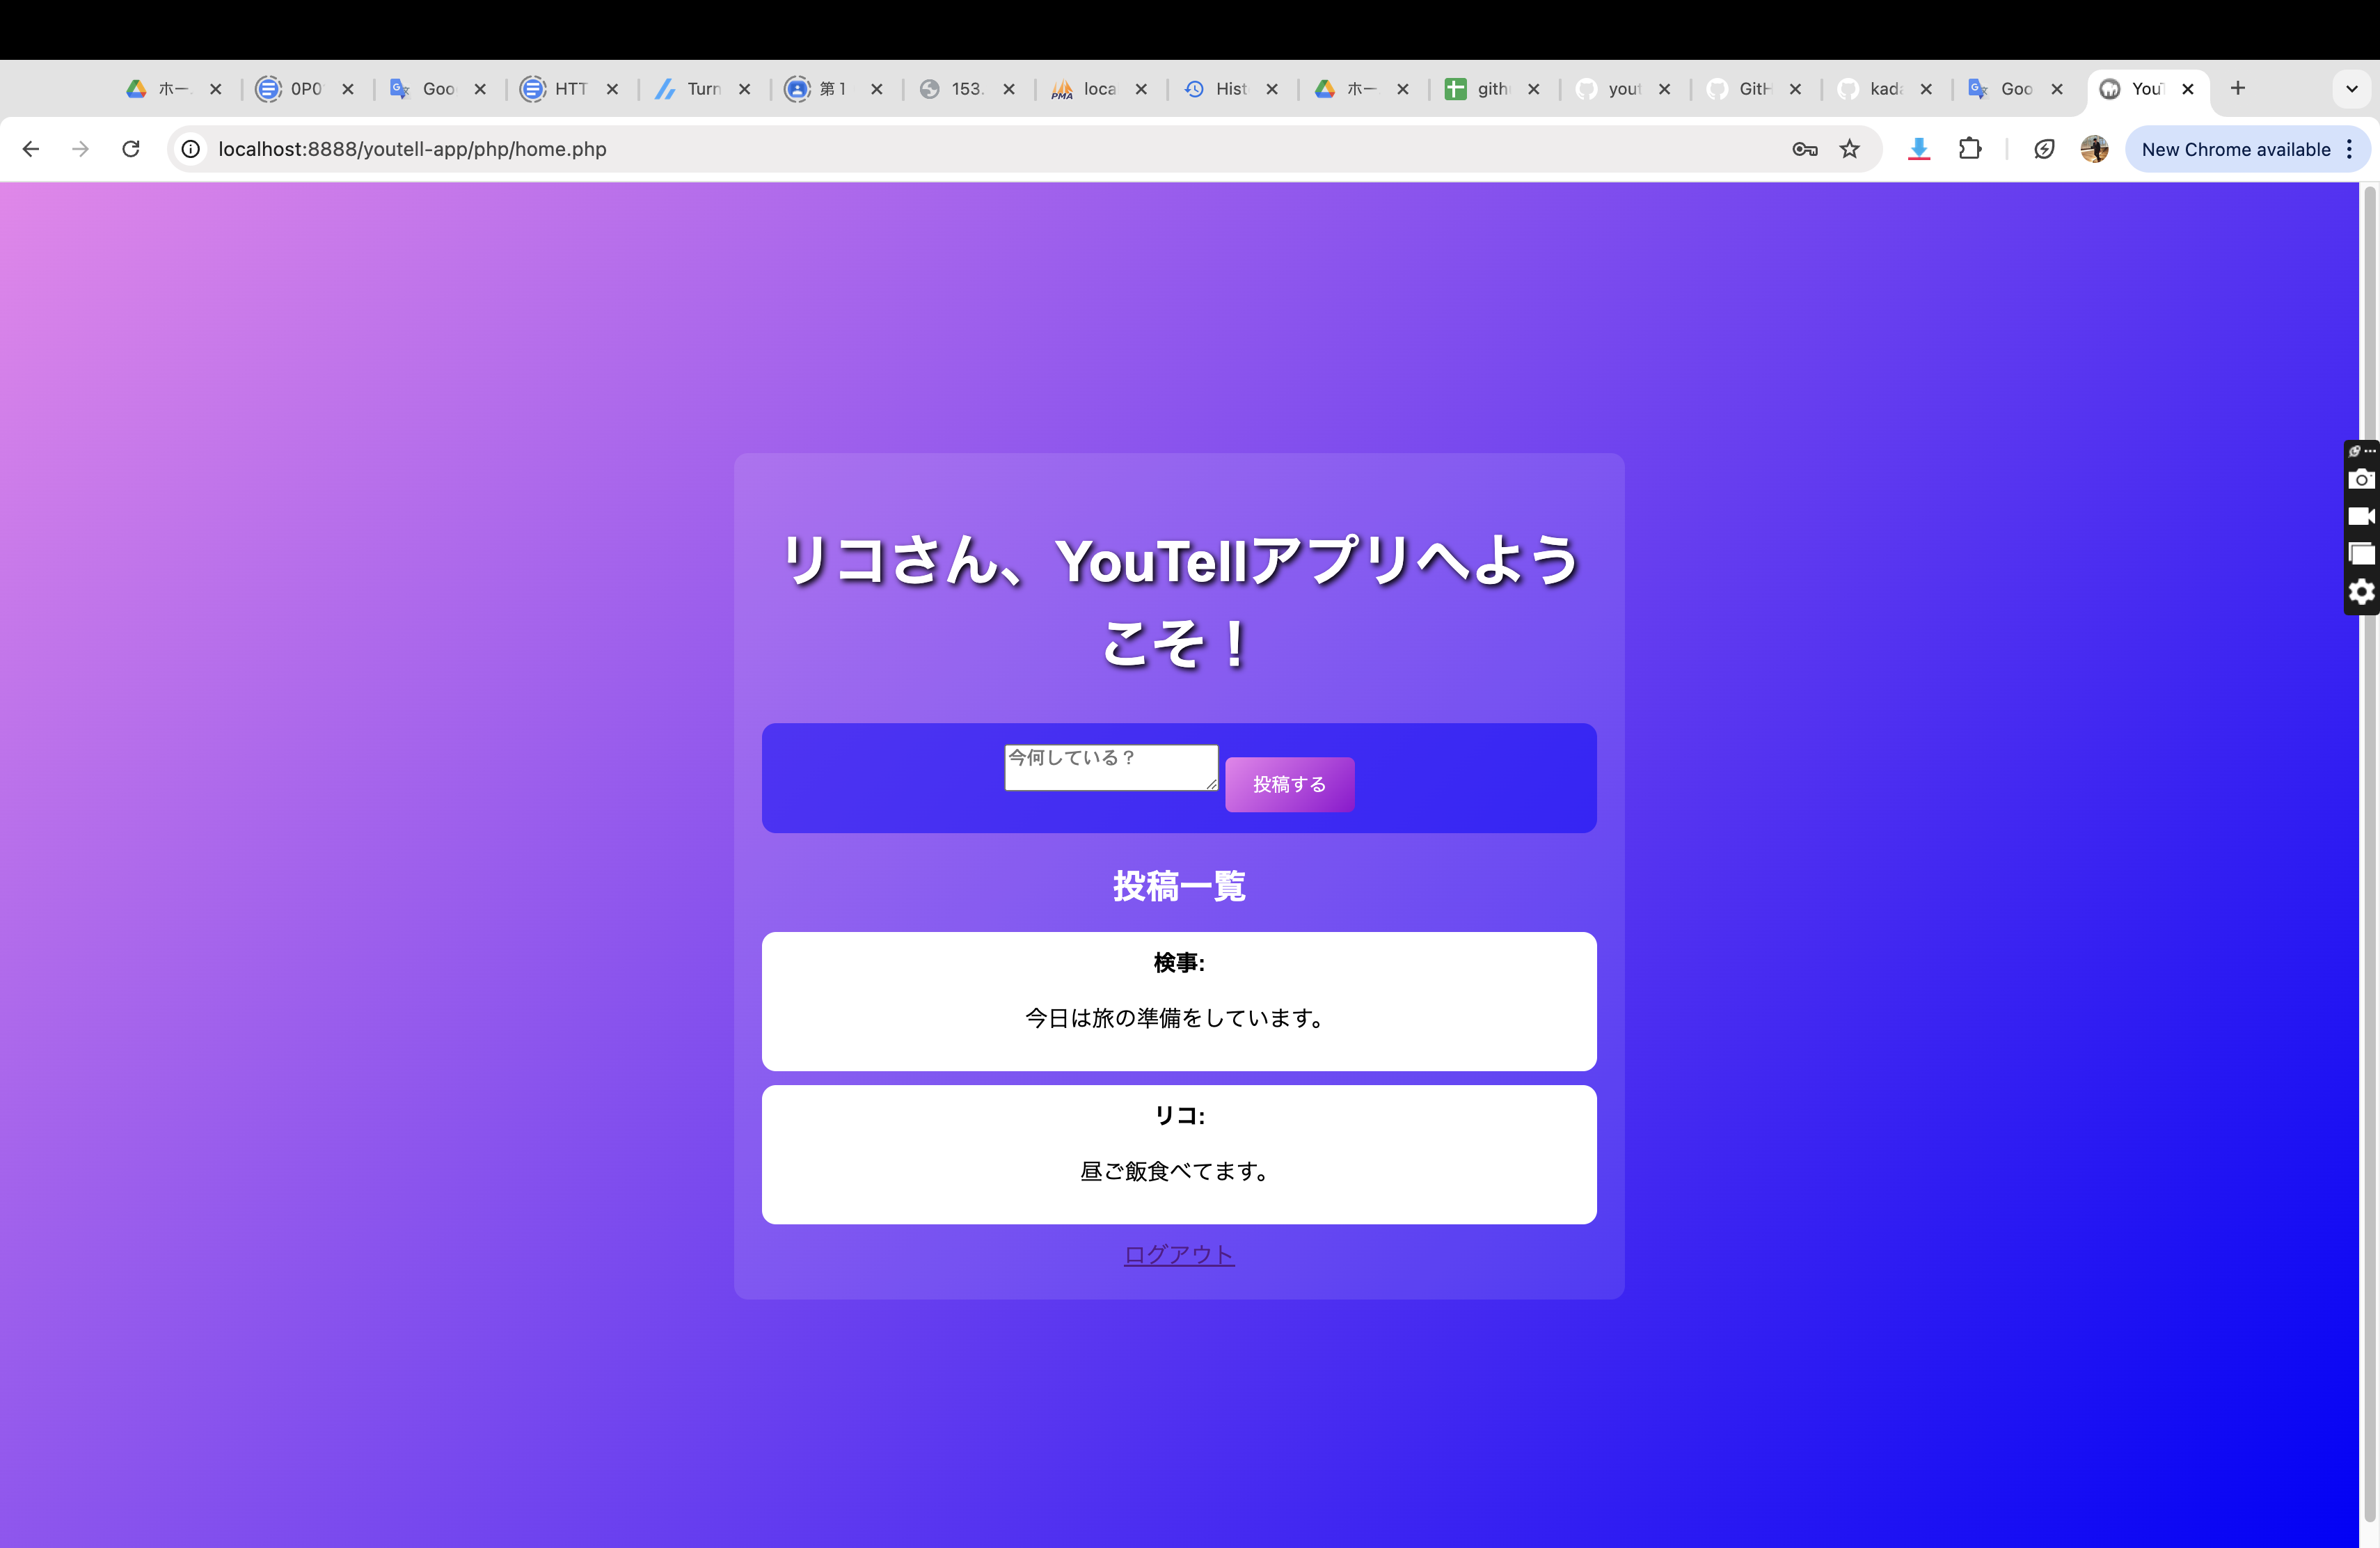 ホー
0P0
Goo
HTT
Turn
第1
153.
loca
Hist
ホー
gith
yout
GitH
kada
Goo
YouT
localhost:8888/youtell-app/php/home.php
New Chrome available
リコさん、YouTellアプリへよう
こそ！
今何している？
投稿する
投稿一覧
検事:
今日は旅の準備をしています。
リコ:
昼ご飯食べてます。
ログアウト